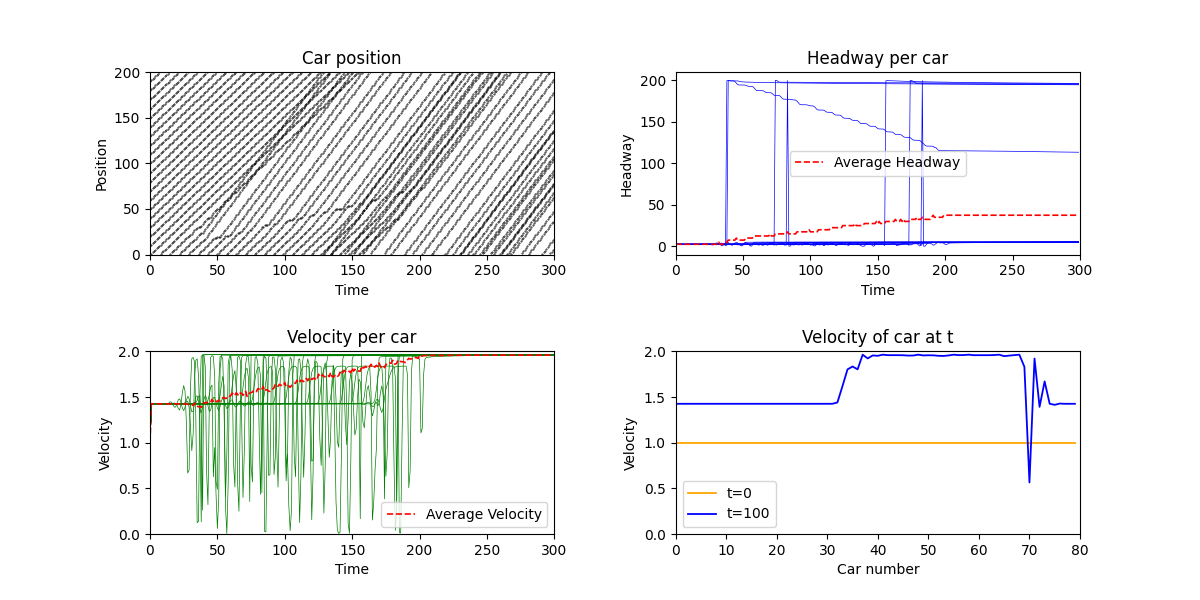 Car position
200
150
100
50
0
Position
0 50 100 150 200 250 300
Time
Headway per car
200
150
100
50
0
Headway
Average Headway
0 50 100 150 200 250 300
Time
Velocity per car
2.0
1.5
1.0
0.5
0.0
Velocity
Average Velocity
0 50 100 150 200 250 300
Time
Velocity of car at t
2.0
1.5
1.0
0.5
0.0
Velocity
t=0
t=100
0 10 20 30 40 50 60 70 80
Car number